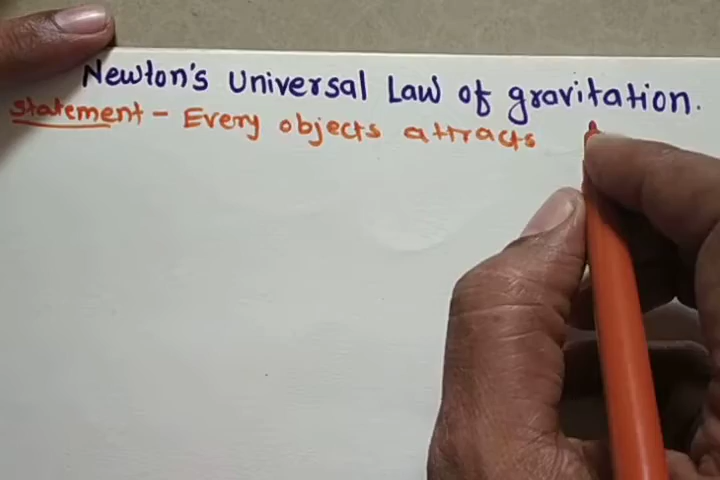 Newton's Universal Law of gravitation.
Statement - Every objects attracts